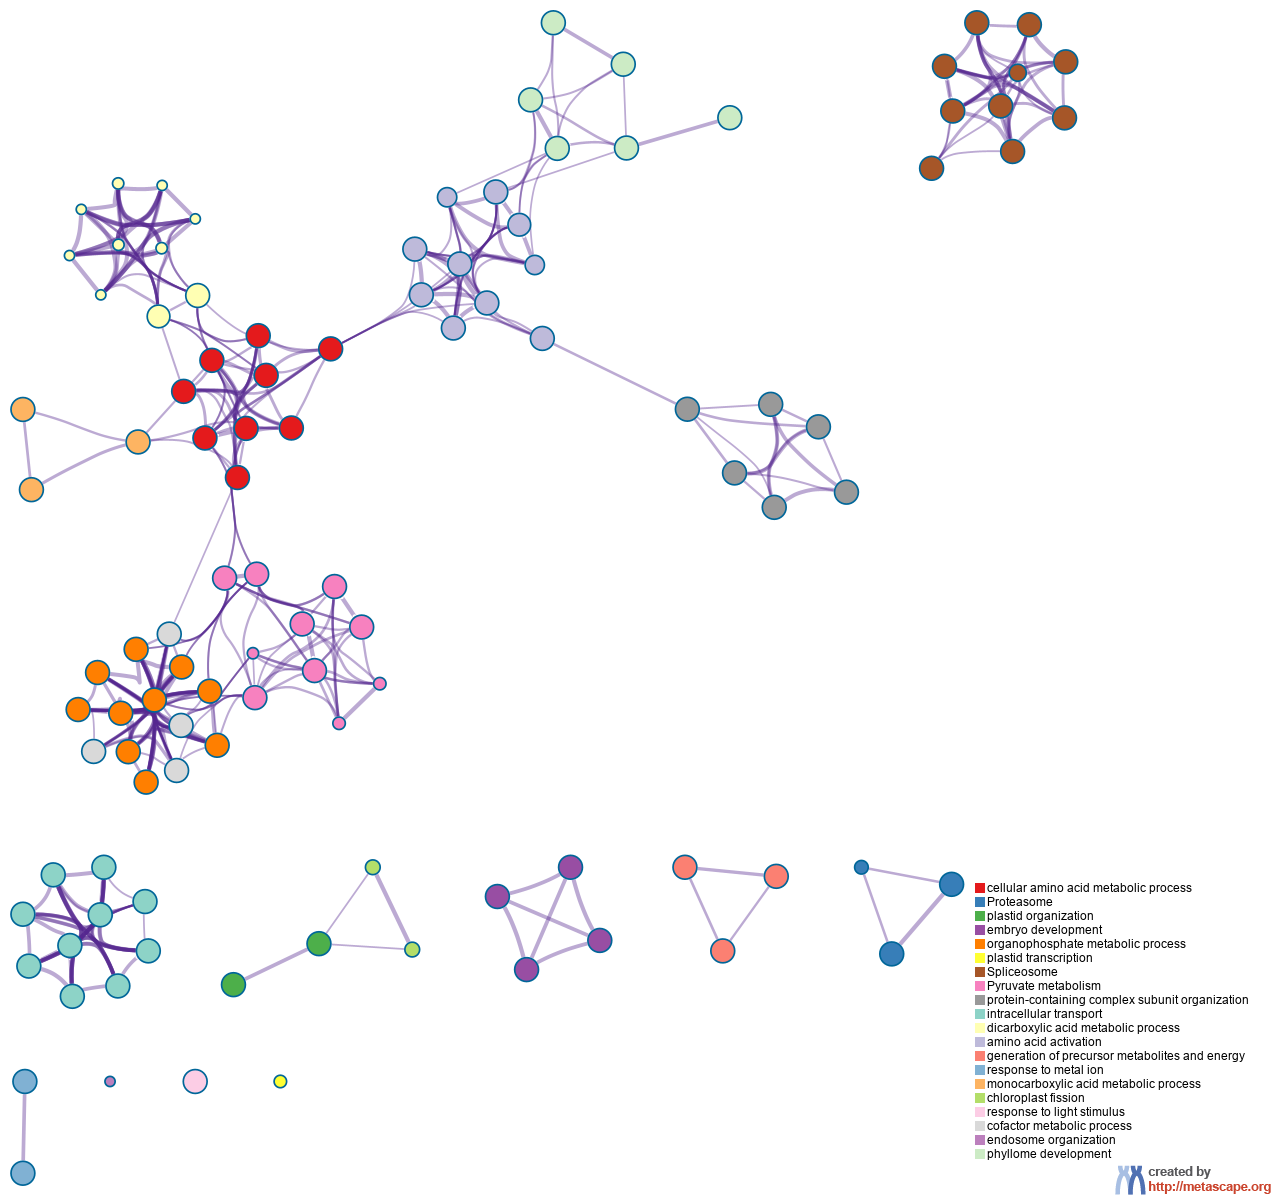 cellular amino acid metabolic process
Proteasome
plastid organization
embryo development
organophosphate metabolic process
plastid transcription
Spliceosome
Pyruvate metabolism
protein-containing complex subunit organization
intracellular transport
dicarboxylic acid metabolic process
amino acid activation
generation of precursor metabolites and energy
response to metal ion
monocarboxylic acid metabolic process
chloroplast fission
response to light stimulus
cofactor metabolic process
endosome organization
phyllome development
created by
http://metascape.org